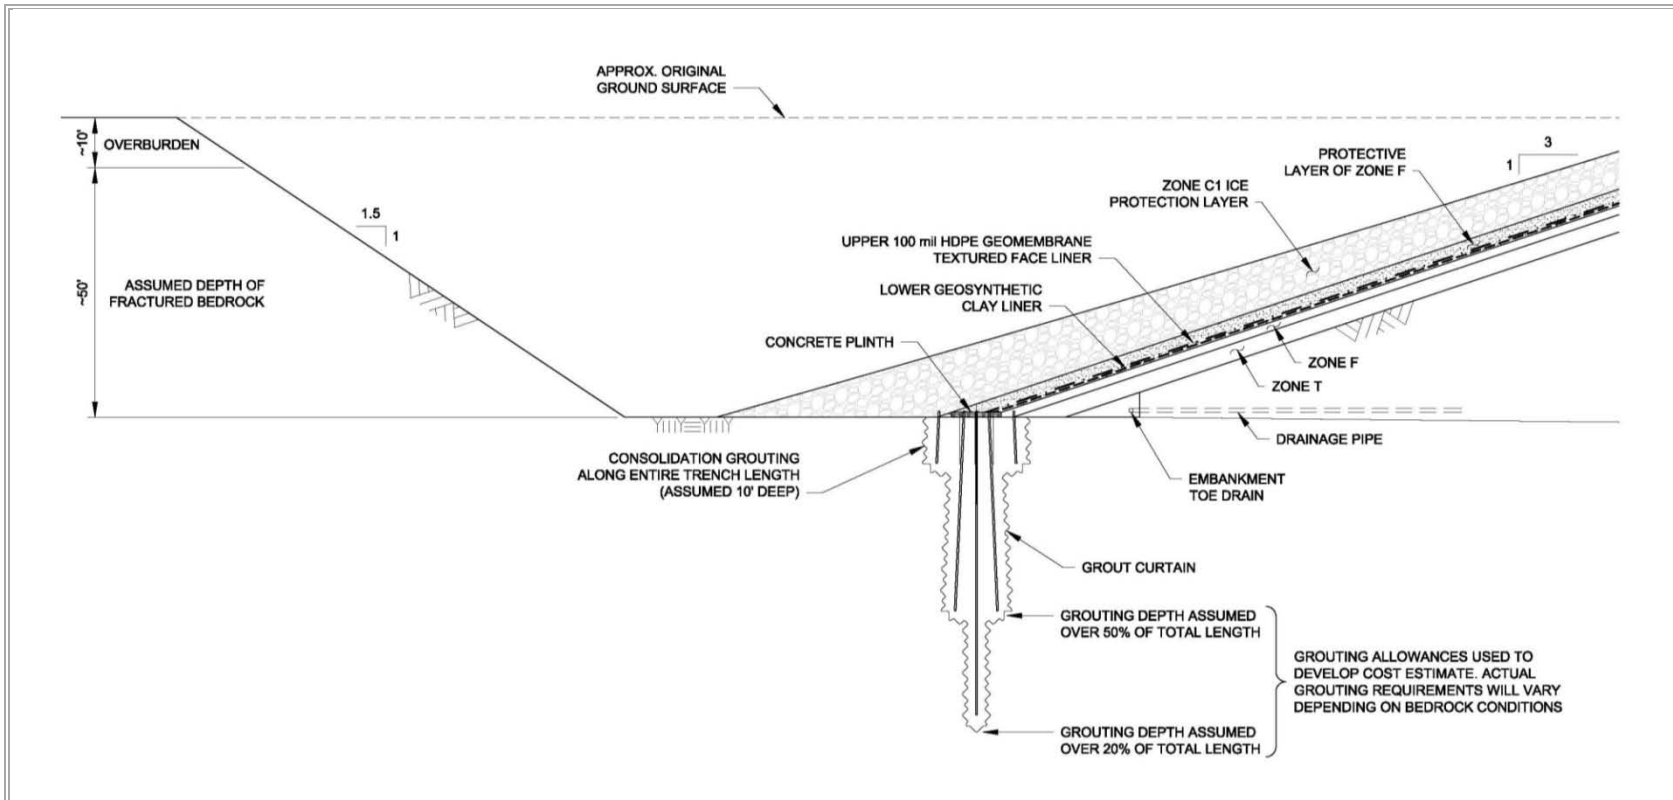 APPROX. ORIGINAL
GROUND SURFACE
~10'
OVERBURDEN
3
1
PROTECTIVE
LAYER OF ZONE F
ZONE C1 ICE
PROTECTION LAYER
1.5
1
UPPER 100 mil HDPE GEOMEMBRANE
TEXTURED FACE LINER
~50'
ASSUMED DEPTH OF
FRACTURED BEDROCK
LOWER GEOSYNTHETIC
CLAY LINER
CONCRETE PLINTH
ZONE F
ZONE T
DRAINAGE PIPE
CONSOLIDATION GROUTING
ALONG ENTIRE TRENCH LENGTH
(ASSUMED 10' DEEP)
EMBANKMENT
TOE DRAIN
GROUT CURTAIN
GROUTING DEPTH ASSUMED
OVER 50% OF TOTAL LENGTH
GROUTING ALLOWANCES USED TO
DEVELOP COST ESTIMATE. ACTUAL
GROUTING REQUIREMENTS WILL VARY
DEPENDING ON BEDROCK CONDITIONS
GROUTING DEPTH ASSUMED
OVER 20% OF TOTAL LENGTH